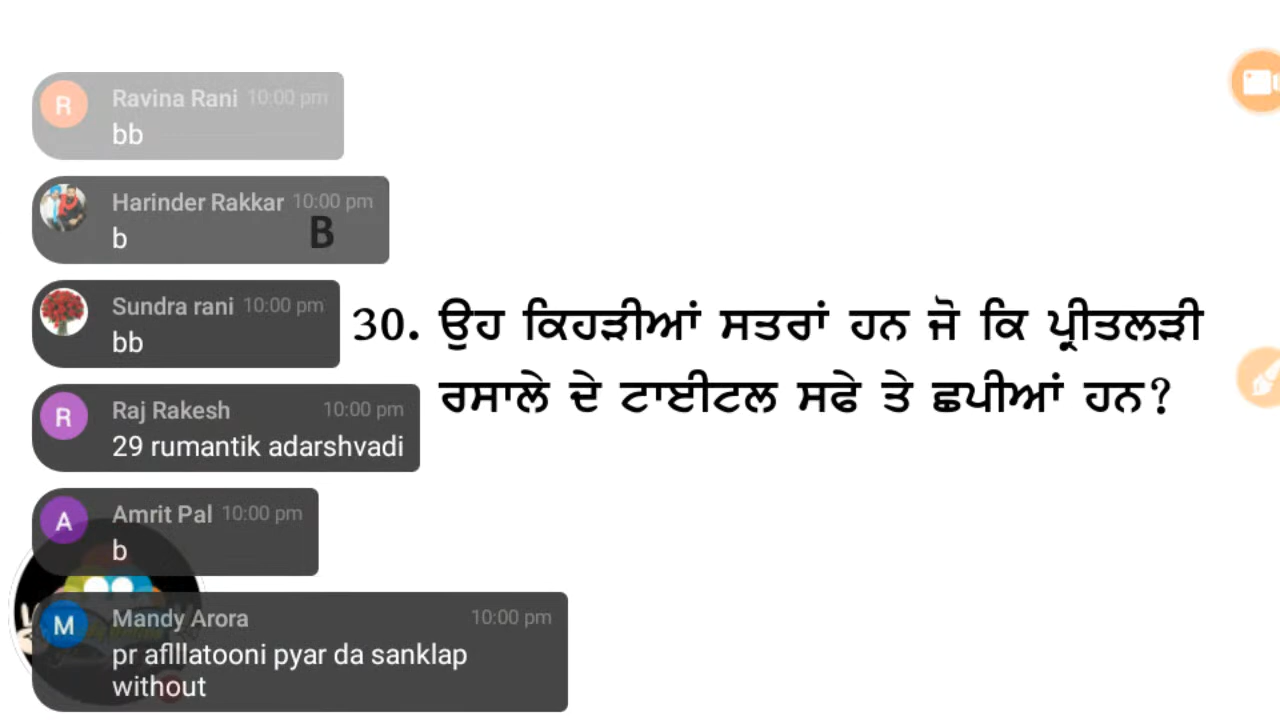 R
Ravina Rani 10:00 pm
bb
Harinder Rakkar 10:00 pm
b
B
Sundra rani 10:00 pm
bb
R
Raj Rakesh 10:00 pm
29 rumantik adarshvadi
A
Amrit Pal 10:00 pm
b
M
Mandy Arora 10:00 pm
pr aflllatooni pyar da sanklap
without
30. ਉਹ ਕਿਹੜੀਆਂ ਸਤਰਾਂ ਹਨ ਜੋ ਕਿ ਪ੍ਰੀਤਲੜੀ
ਰਸਾਲੇ ਦੇ ਟਾਈਟਲ ਸਫੇ ਤੇ ਛਪੀਆਂ ਹਨ?